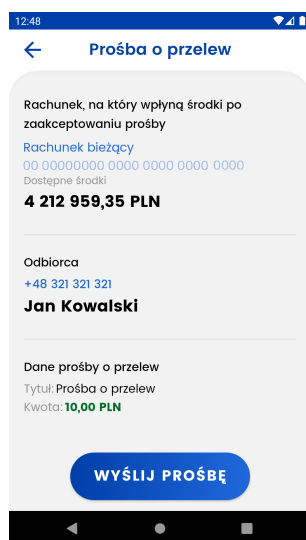 12:48
Prośba o przelew
Rachunek, na który wpłyną środki po
zaakceptowaniu prośby
Rachunek bieżący
00 00000000 0000 0000 0000 0000
Dostępne środki
4 212 959,35 PLN
Odbiorca
+48 321 321 321
Jan Kowalski
Dane prośby o przelew
Tytuł: Prośba o przelew
Kwota: 10,00 PLN
WYŚLIJ PROŚBĘ